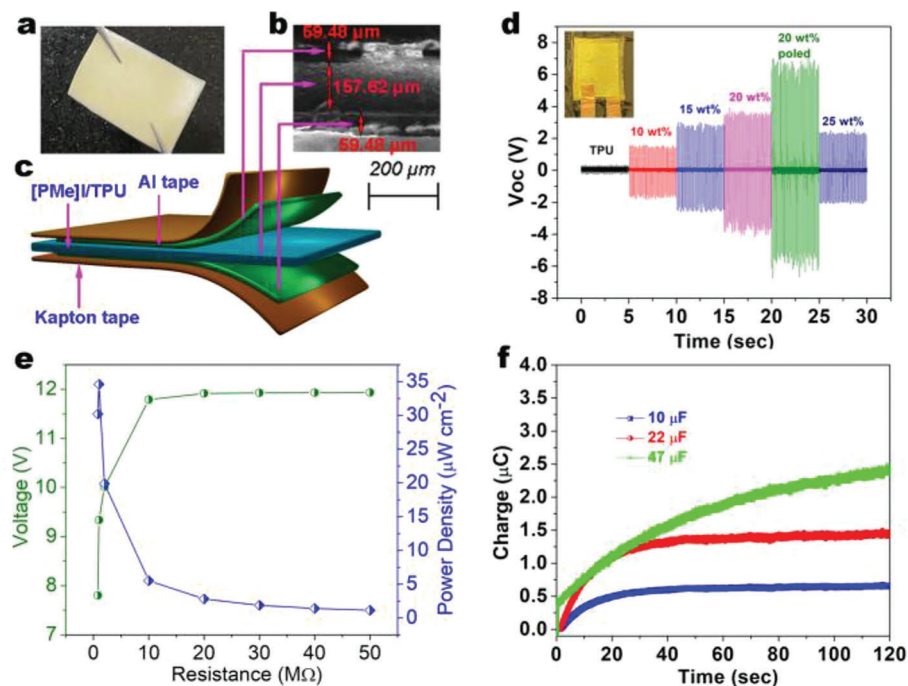 a
b
59.48 µm
157.62 µm
59.48 µm
200 µm
c
[PMe]I/TPU
Al tape
Kapton tape
d
8
6
4
2
0
-2
-4
-6
-8
Voc (V)
TPU
10 wt%
15 wt%
20 wt%
20 wt%
poled
25 wt%
0 5 10 15 20 25 30
Time (sec)
e
12
11
10
9
8
7
Voltage (V)
35
30
25
20
15
10
5
0
Power Density (µW cm-2)
0 10 20 30 40 50
Resistance (MΩ)
f
4.0
3.5
3.0
2.5
2.0
1.5
1.0
0.5
0.0
Charge (µC)
10 µF
22 µF
47 µF
0 20 40 60 80 100 120
Time (sec)